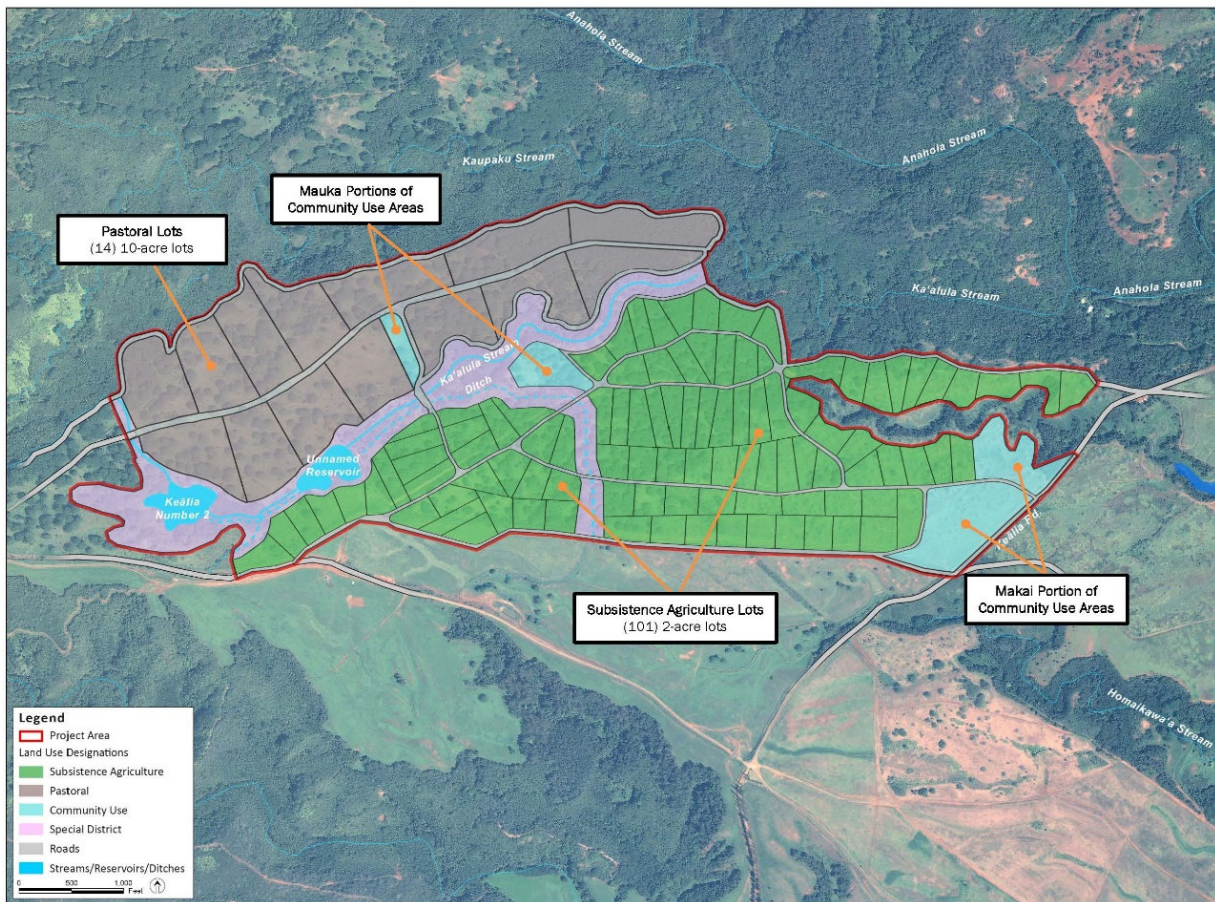 Anahola Stream
Anahola Stream
Kaupaku Stream
Mauka Portions of
Community Use Areas
Pastoral Lots
(14) 10-acre lots
Ka'alula Stream
Anahola Stream
Ka'alula Stream
Ditch
Unnamed
Reservoir
Keālia
Number 2
Kealia Rd.
Subsistence Agriculture Lots
(101) 2-acre lots
Makai Portion of
Community Use Areas
Homaikawa'a Stream
Legend
Project Area
Land Use Designations
Subsistence Agriculture
Pastoral
Community Use
Special District
Roads
Streams/Reservoirs/Ditches
0 500 1,000
Feet